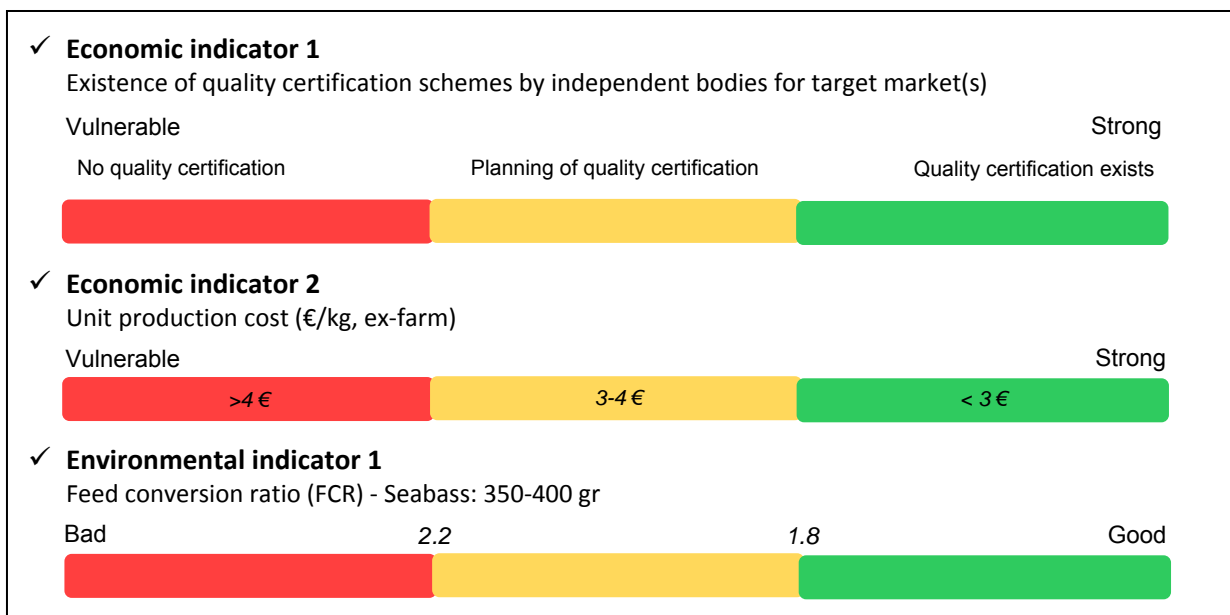 ✓ Economic indicator 1
Existence of quality certification schemes by independent bodies for target market(s)
Vulnerable Strong
No quality certification Planning of quality certification Quality certification exists
✓ Economic indicator 2
Unit production cost (€/kg, ex-farm)
Vulnerable Strong
>4 € 3-4 € < 3 €
✓ Environmental indicator 1
Feed conversion ratio (FCR) - Seabass: 350-400 gr
Bad 2.2 1.8 Good